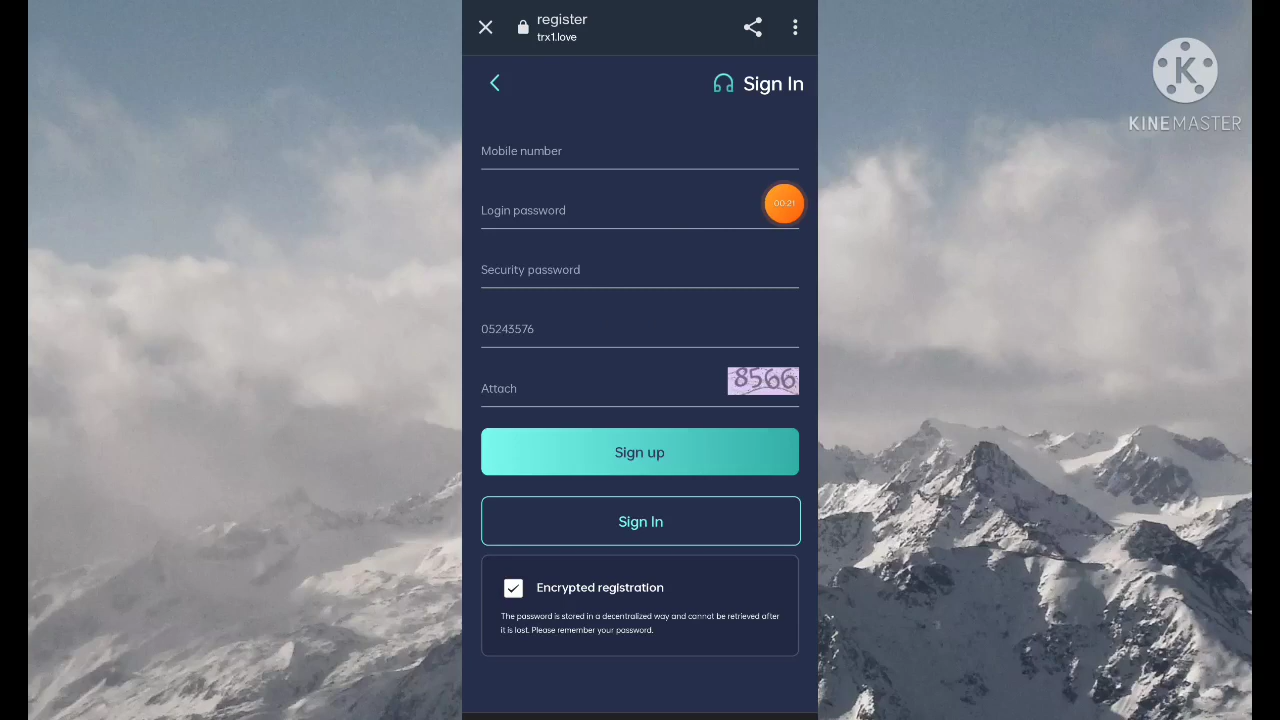 register
trx1.love
Sign In
Mobile number
Login password
00:21
Security password
05243576
Attach
8566
Sign up
Sign In
Encrypted registration
The password is stored in a decentralized way and cannot be retrieved after
it is lost. Please remember your password.
K
KINEMASTER